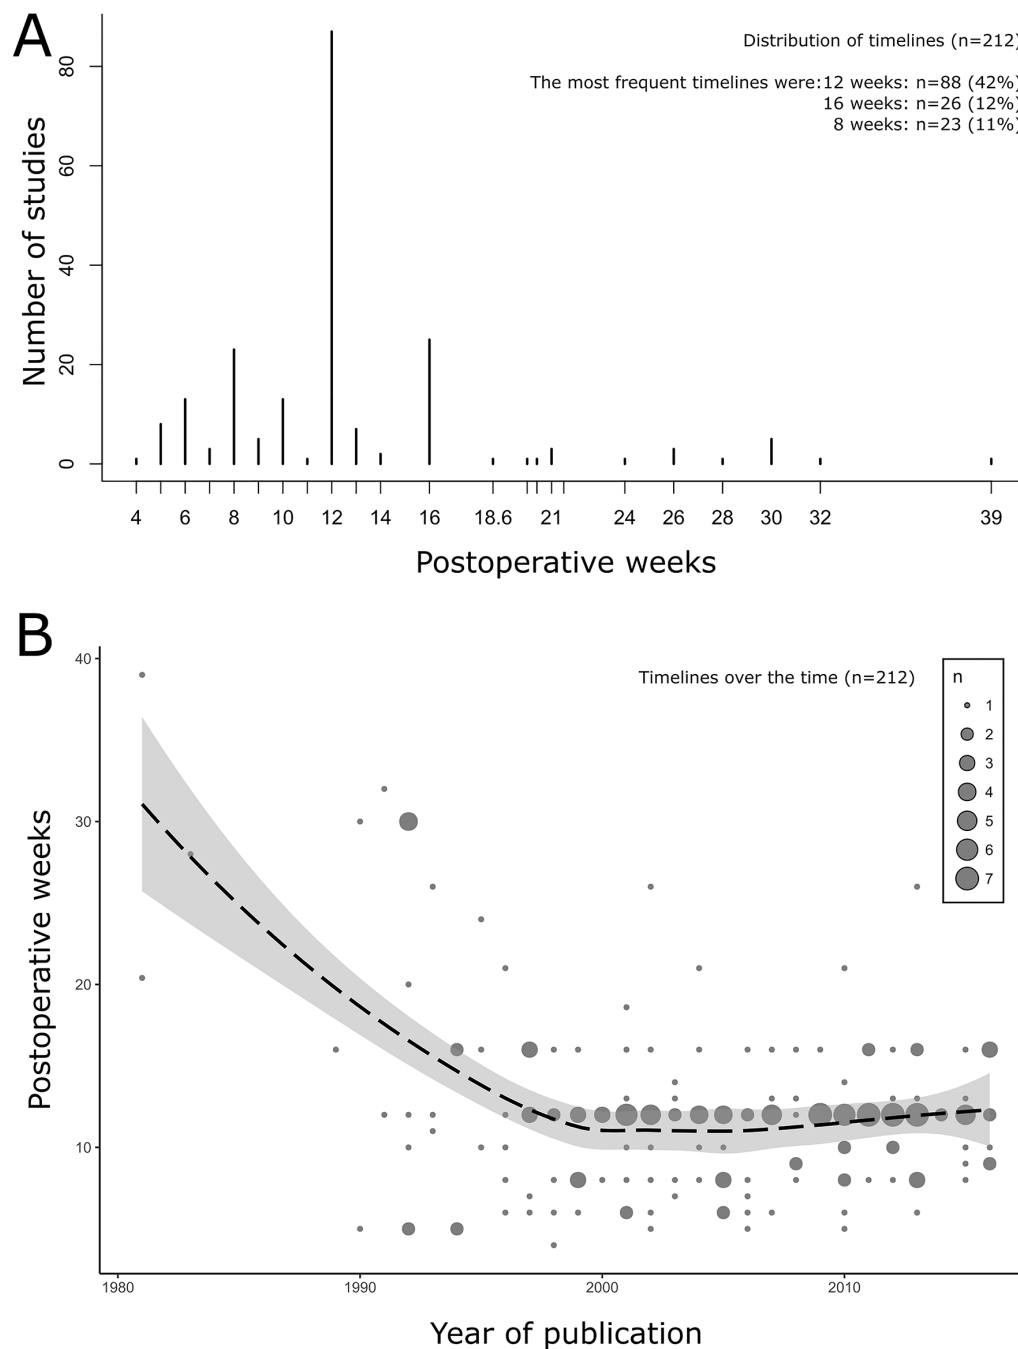 A
Distribution of timelines (n=212)
The most frequent timelines were:12 weeks: n=88 (42%)
16 weeks: n=26 (12%)
8 weeks: n=23 (11%)
Number of studies
80
60
40
20
0
4 6 8 10 12 14 16 18.6 21 24 26 28 30 32 39
Postoperative weeks
B
Timelines over the time (n=212)
n
1
2
3
4
5
6
7
Postoperative weeks
40
30
20
10
1980 1990 2000 2010
Year of publication